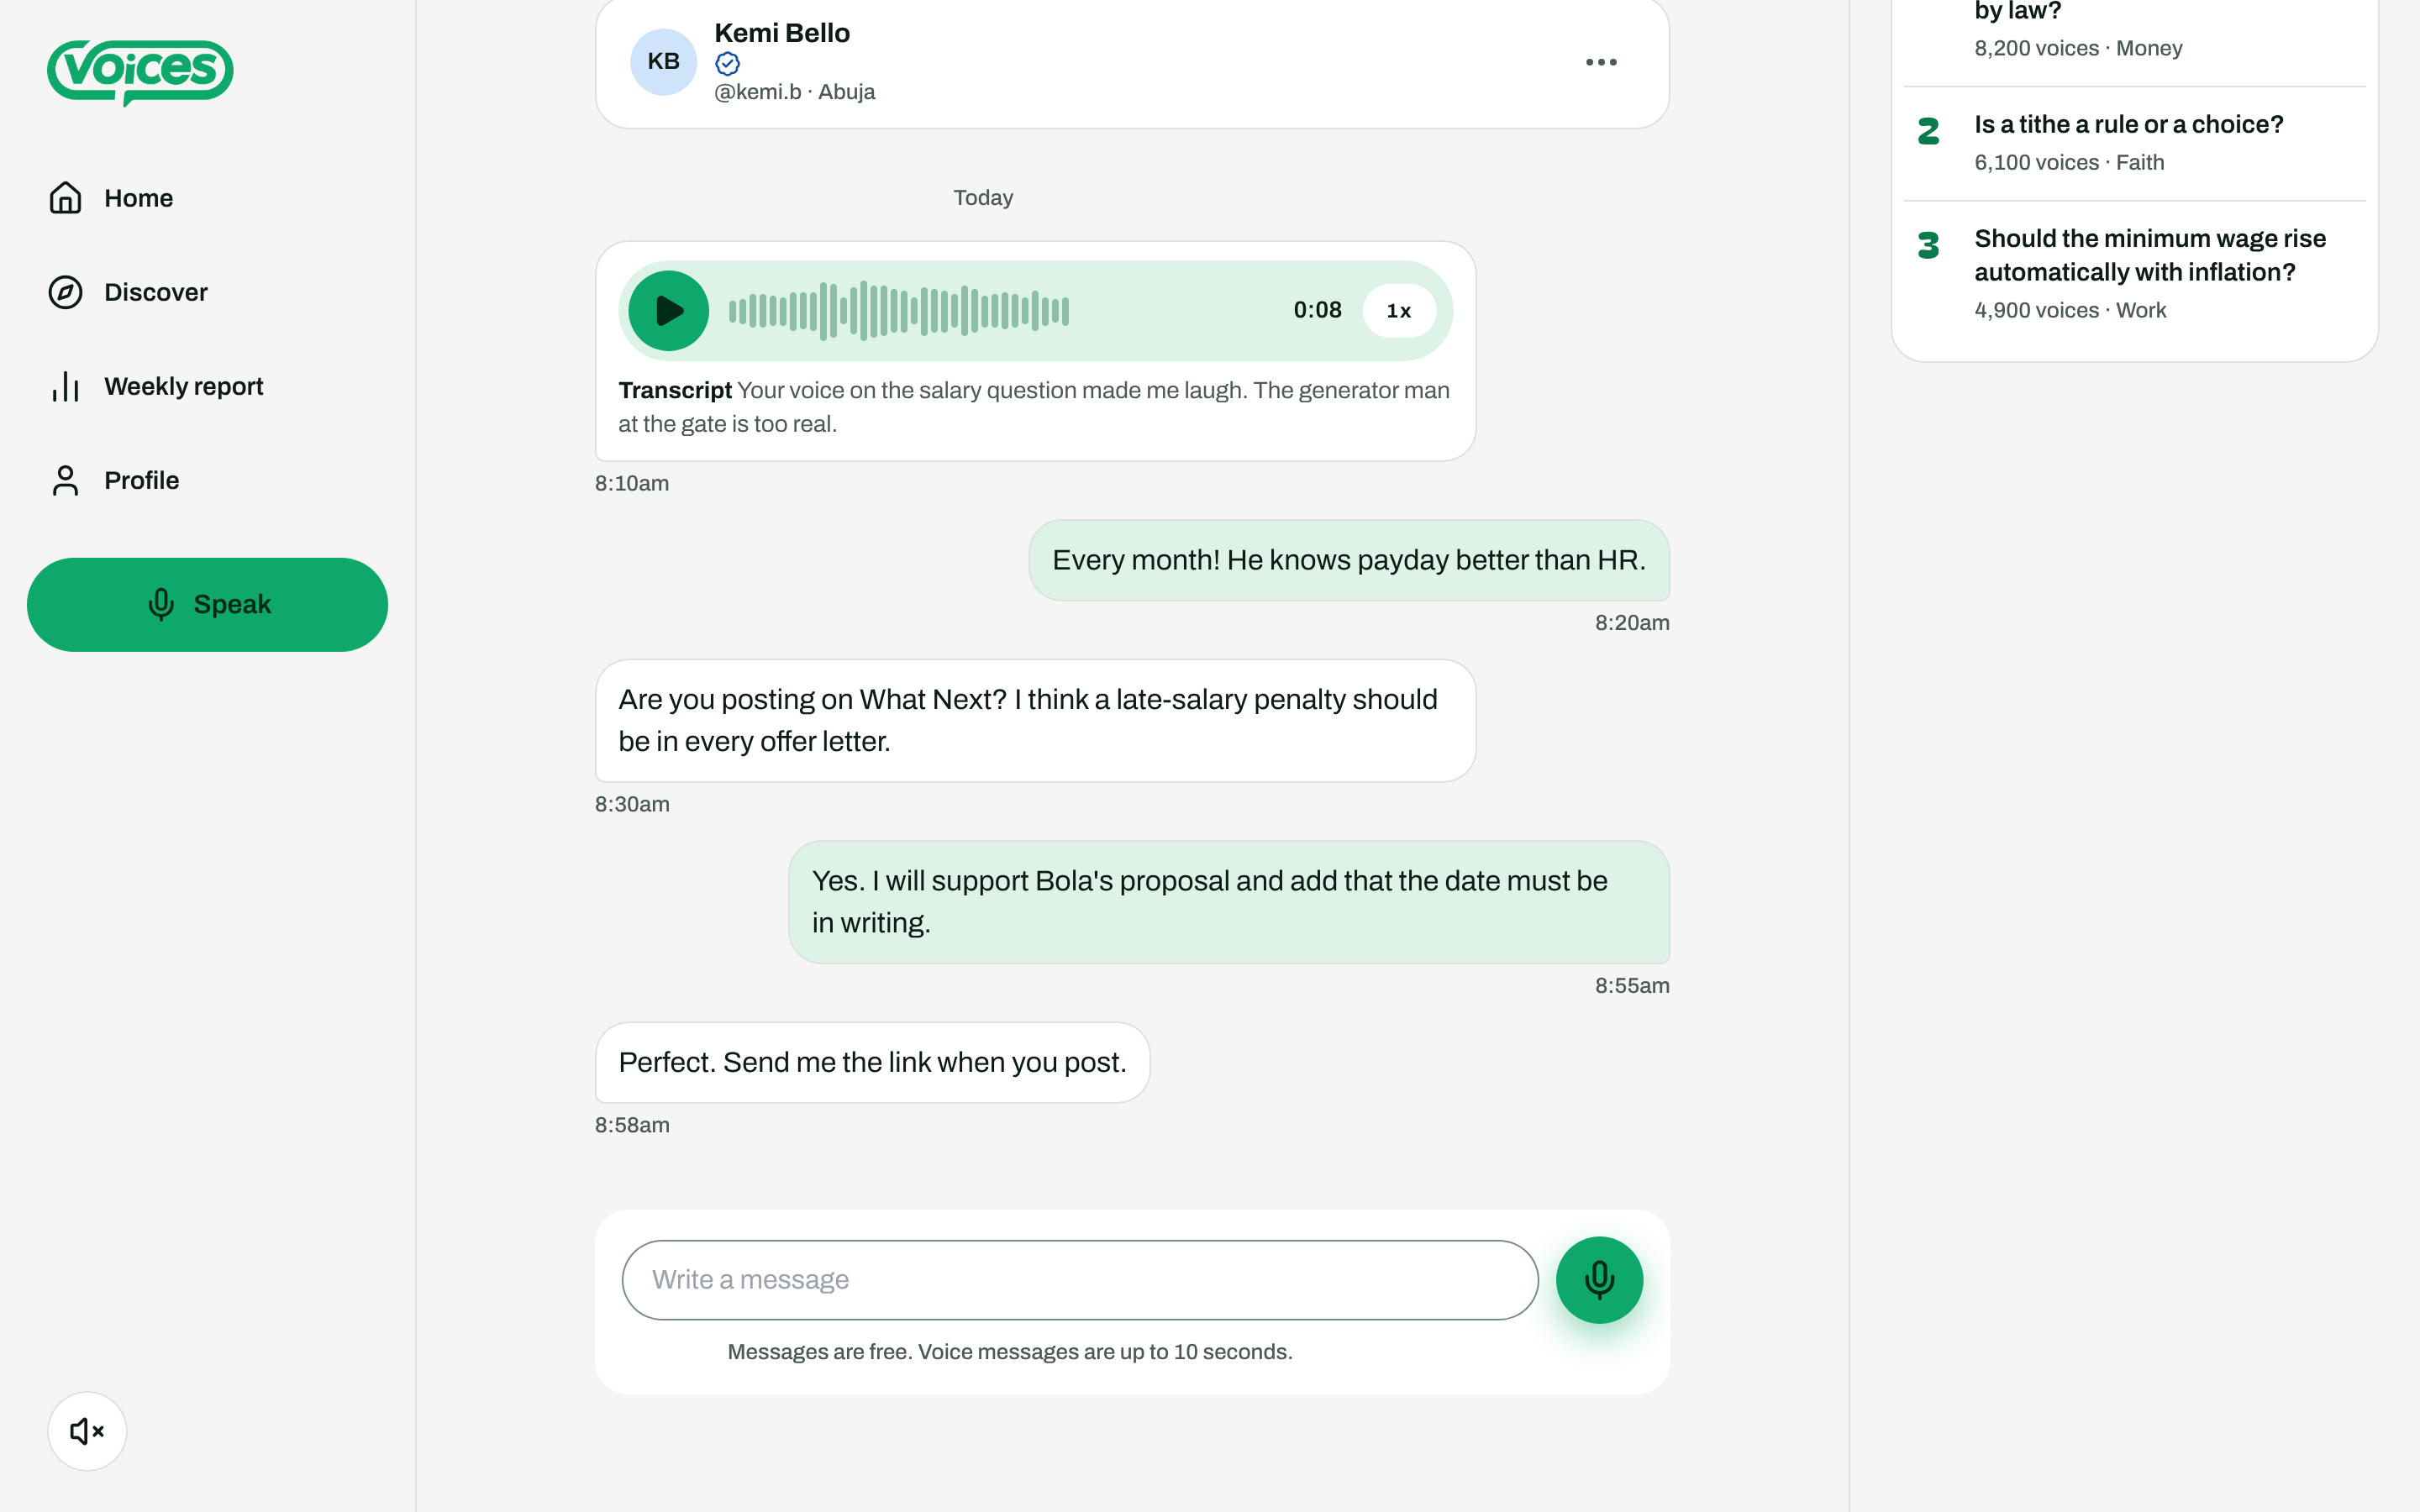 Voices
Home
Discover
Weekly report
Profile
Speak
KB
Kemi Bello
@kemi.b · Abuja
Today
0:08
1x
Transcript Your voice on the salary question made me laugh. The generator man
at the gate is too real.
8:10am
Every month! He knows payday better than HR.
8:20am
Are you posting on What Next? I think a late-salary penalty should
be in every offer letter.
8:30am
Yes. I will support Bola's proposal and add that the date must be
in writing.
8:55am
Perfect. Send me the link when you post.
8:58am
Write a message
Messages are free. Voice messages are up to 10 seconds.
by law?
8,200 voices · Money
2
Is a tithe a rule or a choice?
6,100 voices · Faith
3
Should the minimum wage rise
automatically with inflation?
4,900 voices · Work